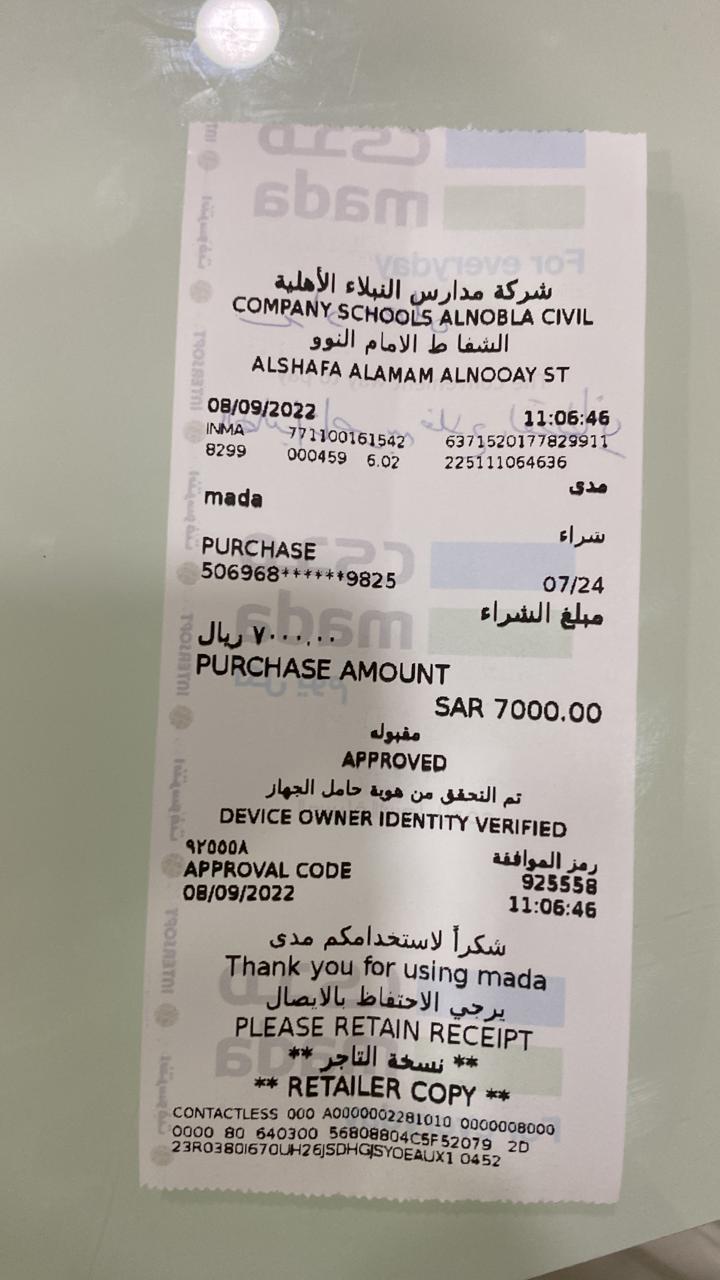 شركة مدارس النبلاء الأهلية
COMPANY SCHOOLS ALNOBLA CIVIL
الشفا ط الامام النوو
ALSHAFA ALAMAM ALNOOAY ST
08/09/2022 11:06:46
INMA 771100161542 6371520177829911
8299 000459 6.02 225111064636
mada مدى
شراء
PURCHASE
506968******9825 07/24
مبلغ الشراء
٧٠٠٠.٠٠ ريال
PURCHASE AMOUNT
SAR 7000.00
مقبوله
APPROVED
تم التحقق من هوية حامل الجهاز
DEVICE OWNER IDENTITY VERIFIED
٩٢٥٥٥٨ رمز الموافقة
APPROVAL CODE 925558
08/09/2022 11:06:46
شكراً لاستخدامكم مدى
Thank you for using mada
يرجي الاحتفاظ بالايصال
PLEASE RETAIN RECEIPT
** نسخة التاجر **
** RETAILER COPY **
CONTACTLESS 000 A0000002281010 0000008000
0000 80 640300 56808804C5F52079 2D
23R0380I670UH26JSDHGJSYOEAUX1 0452